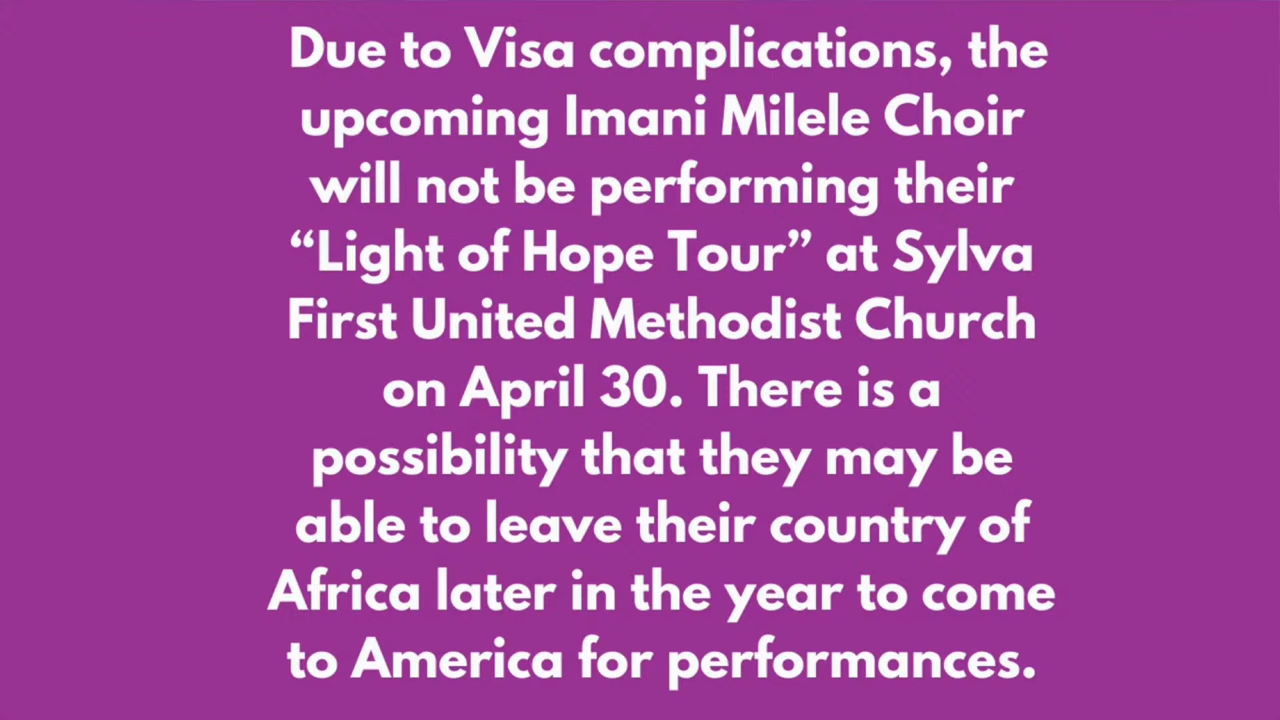 Due to Visa complications, the
upcoming Imani Milele Choir
will not be performing their
“Light of Hope Tour” at Sylva
First United Methodist Church
on April 30. There is a
possibility that they may be
able to leave their country of
Africa later in the year to come
to America for performances.